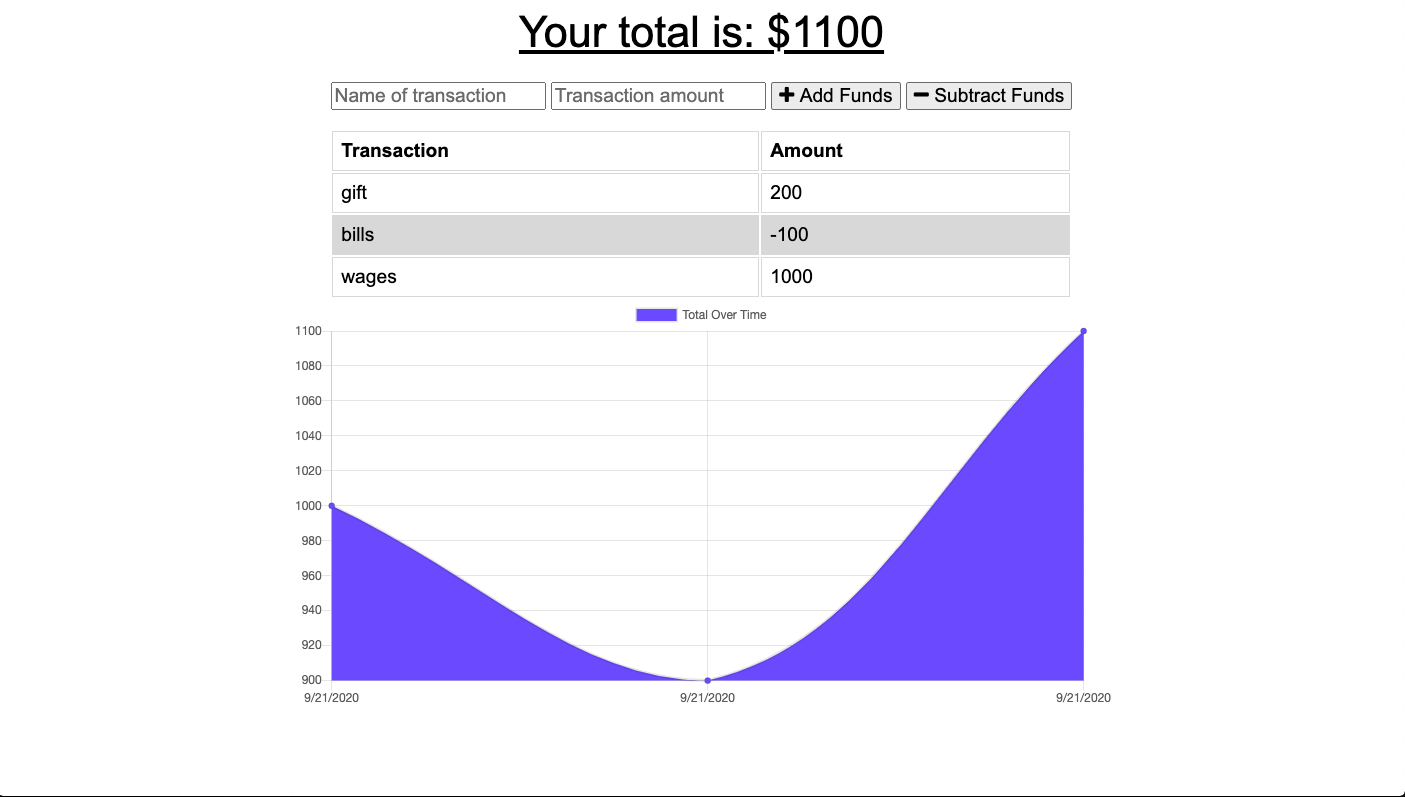 Your total is: $1100
Name of transaction Transaction amount Add Funds Subtract Funds
Transaction Amount
gift 200
bills -100
wages 1000
Total Over Time
1100
1080
1060
1040
1020
1000
980
960
940
920
900
9/21/2020 9/21/2020 9/21/2020